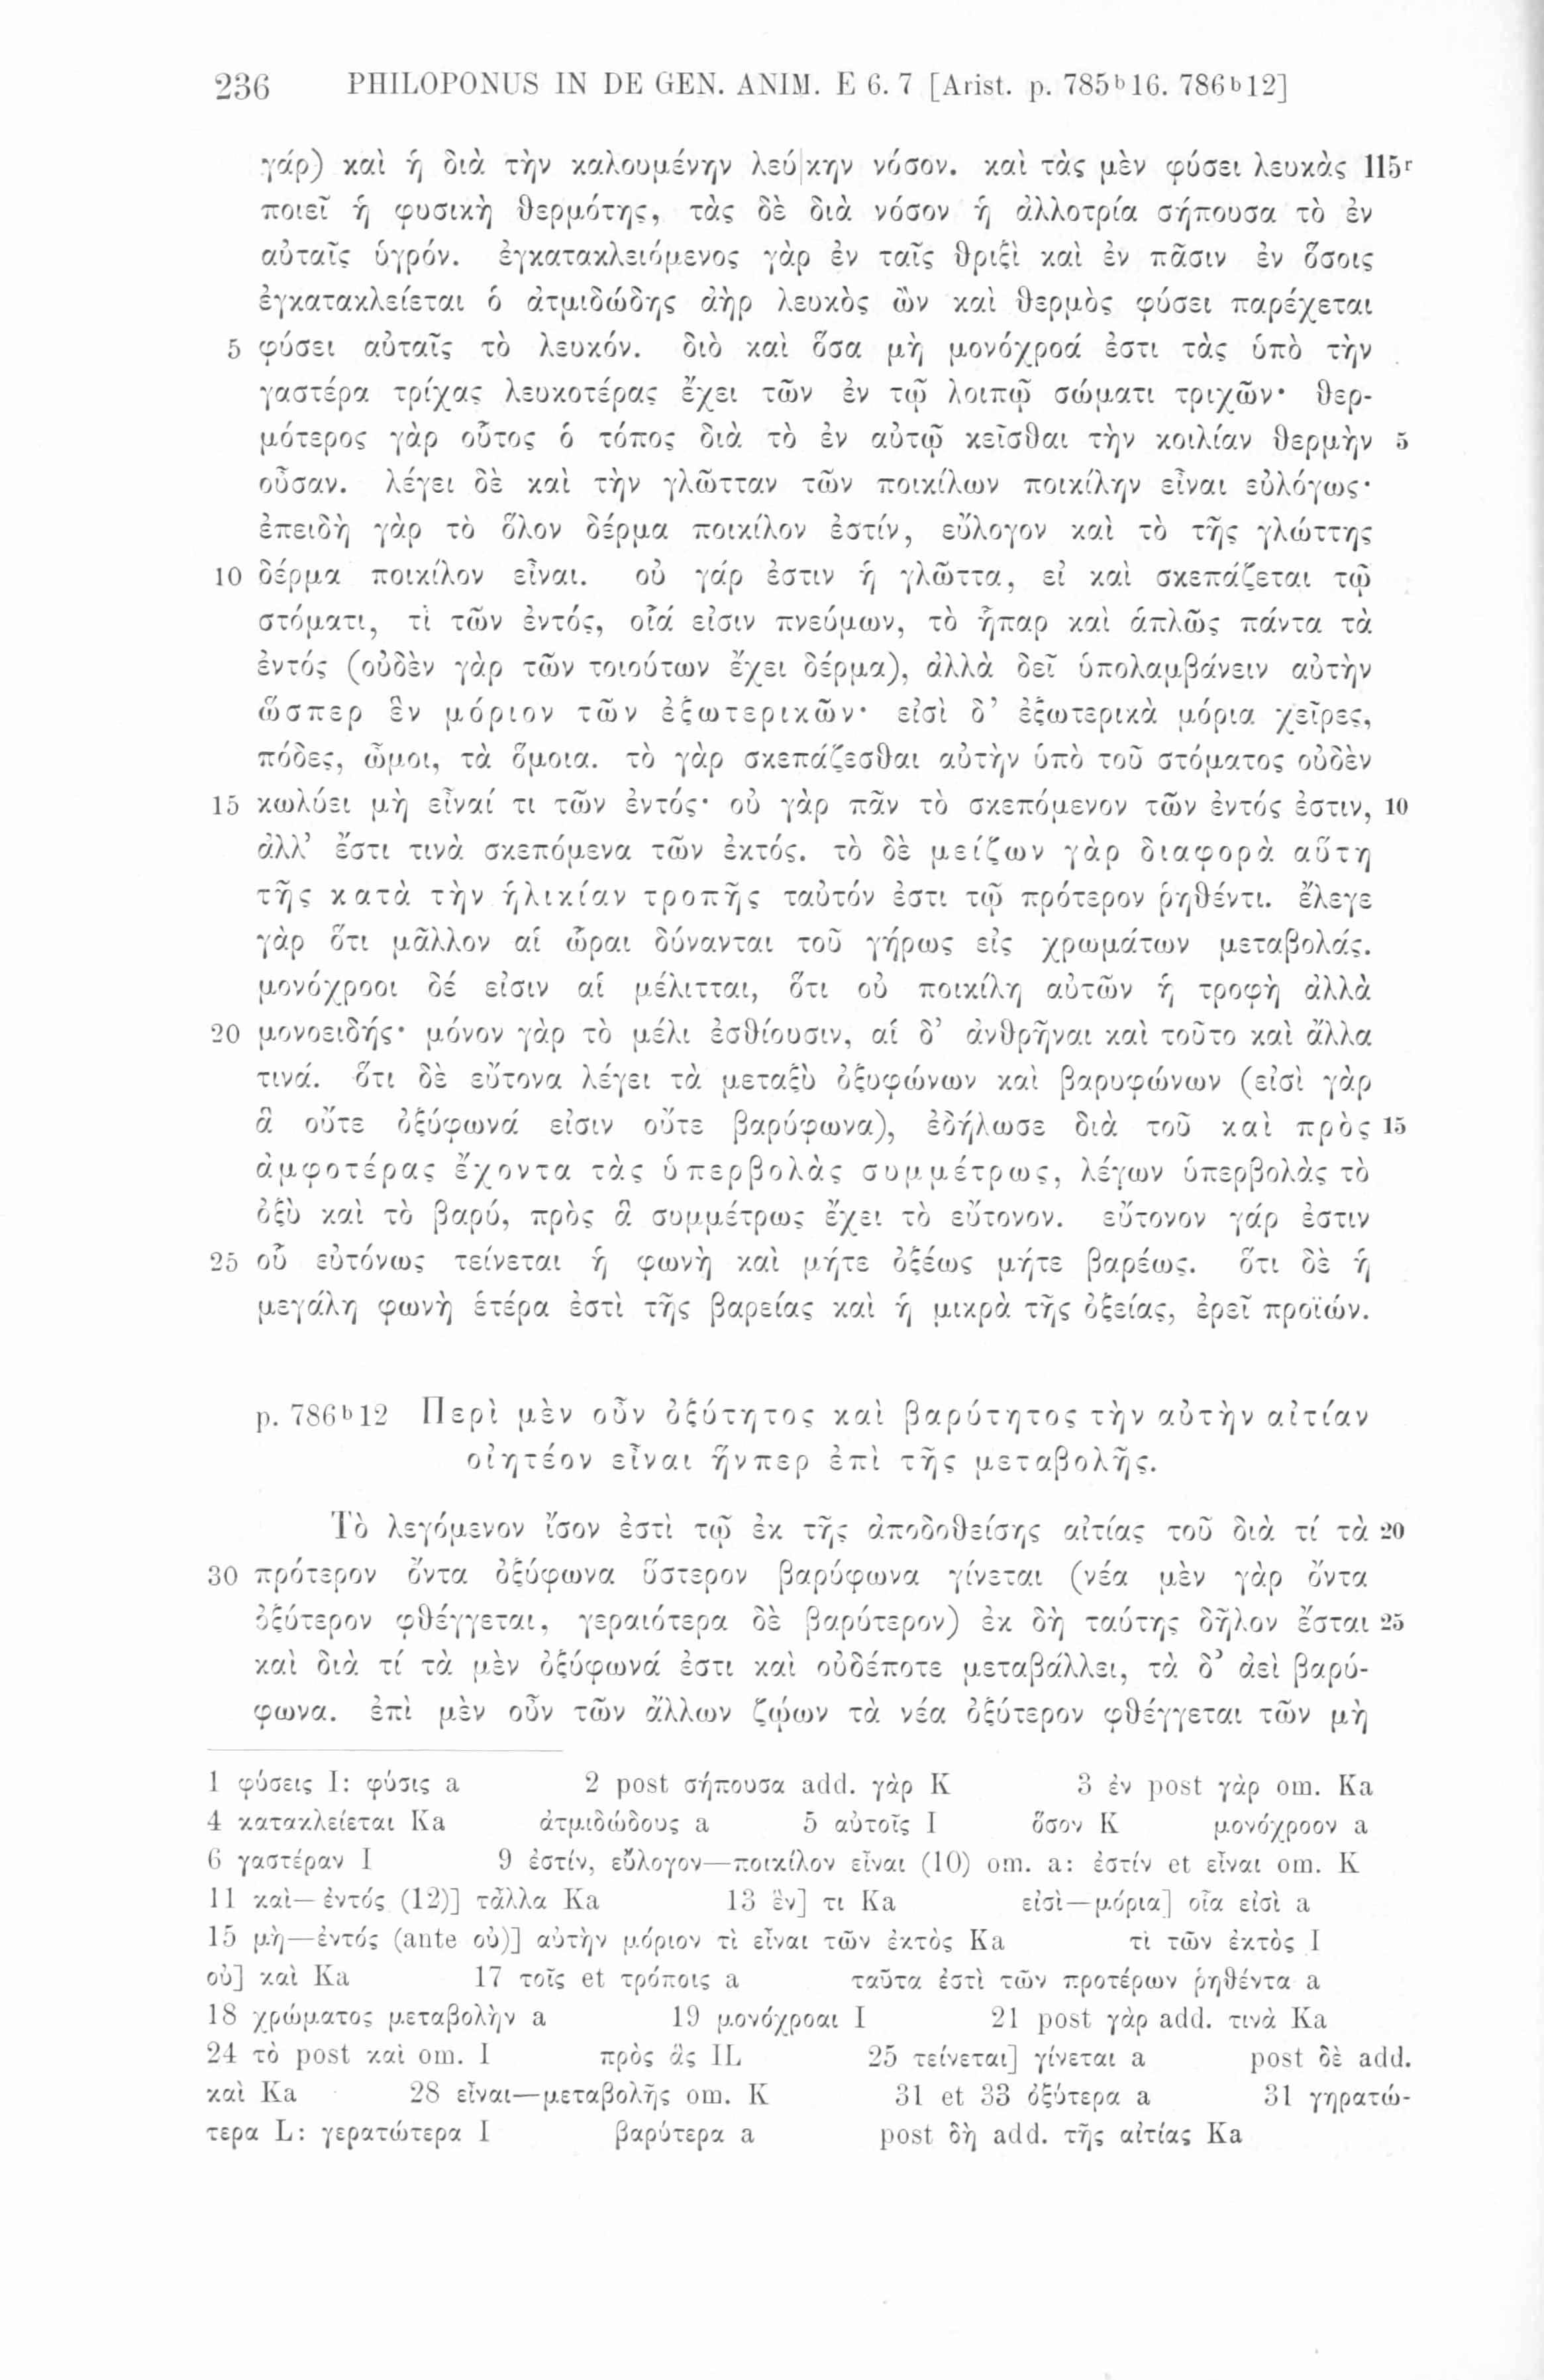 236 PHILOPONUS IN DE GEN. ANIM. E 6. 7 [Arist. p. 785ᵇ16. 786ᵇ12]
γάρ) καὶ ἡ διὰ τὴν καλουμένην λεύ|κην νόσον. καὶ τὰς μὲν φύσει λευκὰς 115ʳ
ποιεῖ ἡ φυσικὴ θερμότης, τὰς δὲ διὰ νόσον ἡ ἀλλοτρία σήπουσα τὸ ἐν
αὐταῖς ὑγρόν. ἐγκατακλειόμενος γὰρ ἐν ταῖς θριξὶ καὶ ἐν πᾶσιν ἐν ὅσοις
ἐγκατακλείεται ὁ ἀτμιδώδης ἀὴρ λευκὸς ὢν καὶ θερμὸς φύσει παρέχεται
5 φύσει αὐταῖς τὸ λευκόν. διὸ καὶ ὅσα μὴ μονόχροά ἐστι τὰς ὑπὸ τὴν
γαστέρα τρίχας λευκοτέρας ἔχει τῶν ἐν τῷ λοιπῷ σώματι τριχῶν· θερ-
μότερος γὰρ οὗτος ὁ τόπος διὰ τὸ ἐν αὐτῷ κεῖσθαι τὴν κοιλίαν θερμὴν 5
οὖσαν. λέγει δὲ καὶ τὴν γλῶτταν τῶν ποικίλων ποικίλην εἶναι εὐλόγως·
ἐπειδὴ γὰρ τὸ ὅλον δέρμα ποικίλον ἐστίν, εὔλογον καὶ τὸ τῆς γλώττης
10 δέρμα ποικίλον εἶναι. οὐ γάρ ἐστιν ἡ γλῶττα, εἰ καὶ σκεπάζεται τῷ
στόματι, τὶ τῶν ἐντός, οἷά εἰσιν πνεύμων, τὸ ἧπαρ καὶ ἁπλῶς πάντα τὰ
ἐντός (οὐδὲν γὰρ τῶν τοιούτων ἔχει δέρμα), ἀλλὰ δεῖ ὑπολαμβάνειν αὐτὴν
ὥσπερ ἓν μόριον τῶν ἐξωτερικῶν· εἰσὶ δ’ ἐξωτερικὰ μόρια χεῖρες,
πόδες, ὦμοι, τὰ ὅμοια. τὸ γὰρ σκεπάζεσθαι αὐτὴν ὑπὸ τοῦ στόματος οὐδὲν
15 κωλύει μὴ εἶναί τι τῶν ἐντός· οὐ γὰρ πᾶν τὸ σκεπόμενον τῶν ἐντός ἐστιν, 10
ἀλλ’ ἔστι τινὰ σκεπόμενα τῶν ἐκτός. τὸ δὲ μείζων γὰρ διαφορὰ αὕτη
τῆς κατὰ τὴν ἡλικίαν τροπῆς ταὐτόν ἐστι τῷ πρότερον ῥηθέντι. ἔλεγε
γὰρ ὅτι μᾶλλον αἱ ὧραι δύνανται τοῦ γήρως εἰς χρωμάτων μεταβολάς.
μονόχροοι δέ εἰσιν αἱ μέλιτται, ὅτι οὐ ποικίλη αὐτῶν ἡ τροφὴ ἀλλὰ
20 μονοειδής· μόνον γὰρ τὸ μέλι ἐσθίουσιν, αἱ δ’ ἀνθρῆναι καὶ τοῦτο καὶ ἄλλα
τινά. ὅτι δὲ εὔτονα λέγει τὰ μεταξὺ ὀξυφώνων καὶ βαρυφώνων (εἰσὶ γὰρ
ἃ οὔτε ὀξύφωνά εἰσιν οὔτε βαρύφωνα), ἐδήλωσε διὰ τοῦ καὶ πρὸς 15
ἀμφοτέρας ἔχοντα τὰς ὑπερβολὰς συμμέτρως, λέγων ὑπερβολὰς τὸ
ὀξὺ καὶ τὸ βαρύ, πρὸς ἃ συμμέτρως ἔχει τὸ εὔτονον. εὔτονον γάρ ἐστιν
25 οὗ εὐτόνως τείνεται ἡ φωνὴ καὶ μήτε ὀξέως μήτε βαρέως. ὅτι δὲ ἡ
μεγάλη φωνὴ ἑτέρα ἐστὶ τῆς βαρείας καὶ ἡ μικρὰ τῆς ὀξείας, ἐρεῖ προϊών.
p. 786ᵇ12 Περὶ μὲν οὖν ὀξύτητος καὶ βαρύτητος τὴν αὐτὴν αἰτίαν
οἰητέον εἶναι ἥνπερ ἐπὶ τῆς μεταβολῆς.
Τὸ λεγόμενον ἴσον ἐστὶ τῷ ἐκ τῆς ἀποδοθείσης αἰτίας τοῦ διὰ τί τὰ 20
30 πρότερον ὄντα ὀξύφωνα ὕστερον βαρύφωνα γίνεται (νέα μὲν γὰρ ὄντα
ὀξύτερον φθέγγεται, γεραιότερα δὲ βαρύτερον) ἐκ δὴ ταύτης δῆλον ἔσται 25
καὶ διὰ τί τὰ μὲν ὀξύφωνά ἐστι καὶ οὐδέποτε μεταβάλλει, τὰ δ’ ἀεὶ βαρύ-
φωνα. ἐπὶ μὲν οὖν τῶν ἄλλων ζῴων τὰ νέα ὀξύτερον φθέγγεται τῶν μὴ
1 φύσεις I: φύσις a 2 post σήπουσα add. γὰρ K 3 ἐν post γὰρ om. Ka
4 κατακλείεται Ka ἀτμιδώδους a 5 αὐτοῖς I ὅσον K μονόχροον a
6 γαστέραν I 9 ἐστίν, εὔλογον—ποικίλον εἶναι (10) om. a: ἐστίν et εἶναι om. K
11 καὶ—ἐντός (12)] τἆλλα Ka 13 ἓν] τι Ka εἰσὶ—μόρια] οἷα εἰσὶ a
15 μὴ—ἐντός (ante οὐ)] αὐτὴν μόριον τὶ εἶναι τῶν ἐκτὸς Ka τὶ τῶν ἐκτὸς I
οὐ] καὶ Ka 17 τοῖς et τρόποις a ταῦτα ἐστὶ τῶν προτέρων ῥηθέντα a
18 χρώματος μεταβολὴν a 19 μονόχροαι I 21 post γὰρ add. τινὰ Ka
24 τὸ post καὶ om. I πρὸς ἃς IL 25 τείνεται] γίνεται a post δὲ add.
καὶ Ka 28 εἶναι—μεταβολῆς om. K 31 et 33 ὀξύτερα a 31 γηρατώ-
τερα L: γερατώτερα I βαρύτερα a post δὴ add. τῆς αἰτίας Ka